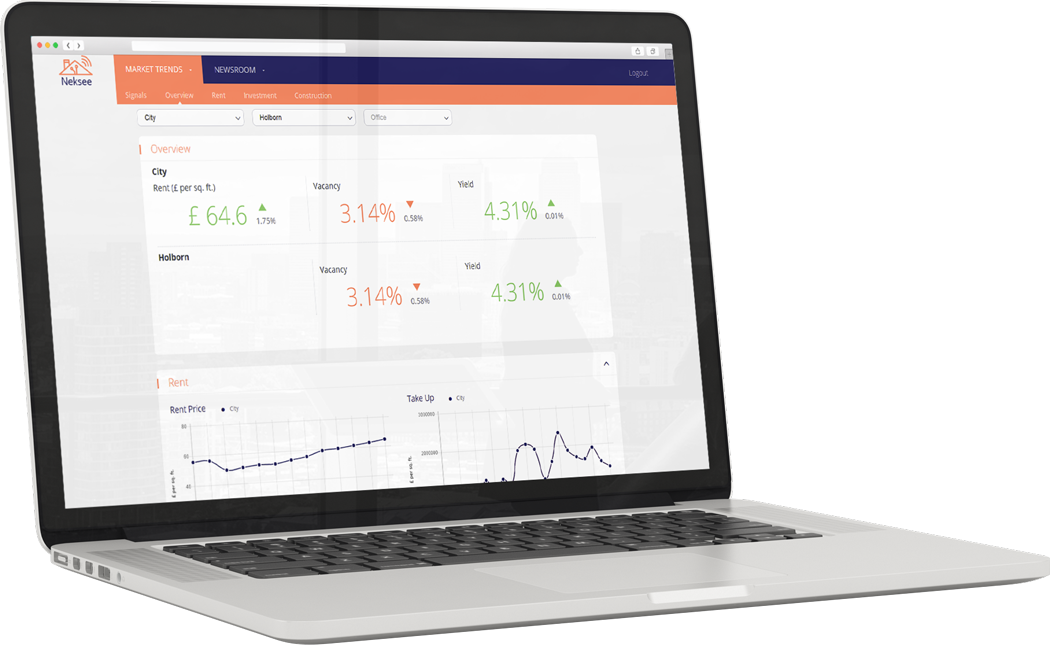 Neksee
MARKET TRENDS NEWSROOM Logout
Signals Overview Rent Investment Construction
City Holborn Office
Overview
City
Rent (£ per sq. ft.) Vacancy Yield
£ 64.6 1.75% 3.14% 0.58% 4.31% 0.01%
Holborn
Vacancy Yield
3.14% 0.58% 4.31% 0.01%
Rent
Rent Price City Take Up City
80
60
40
£ per sq. ft.
3000000
2000000
£ per sq. ft.